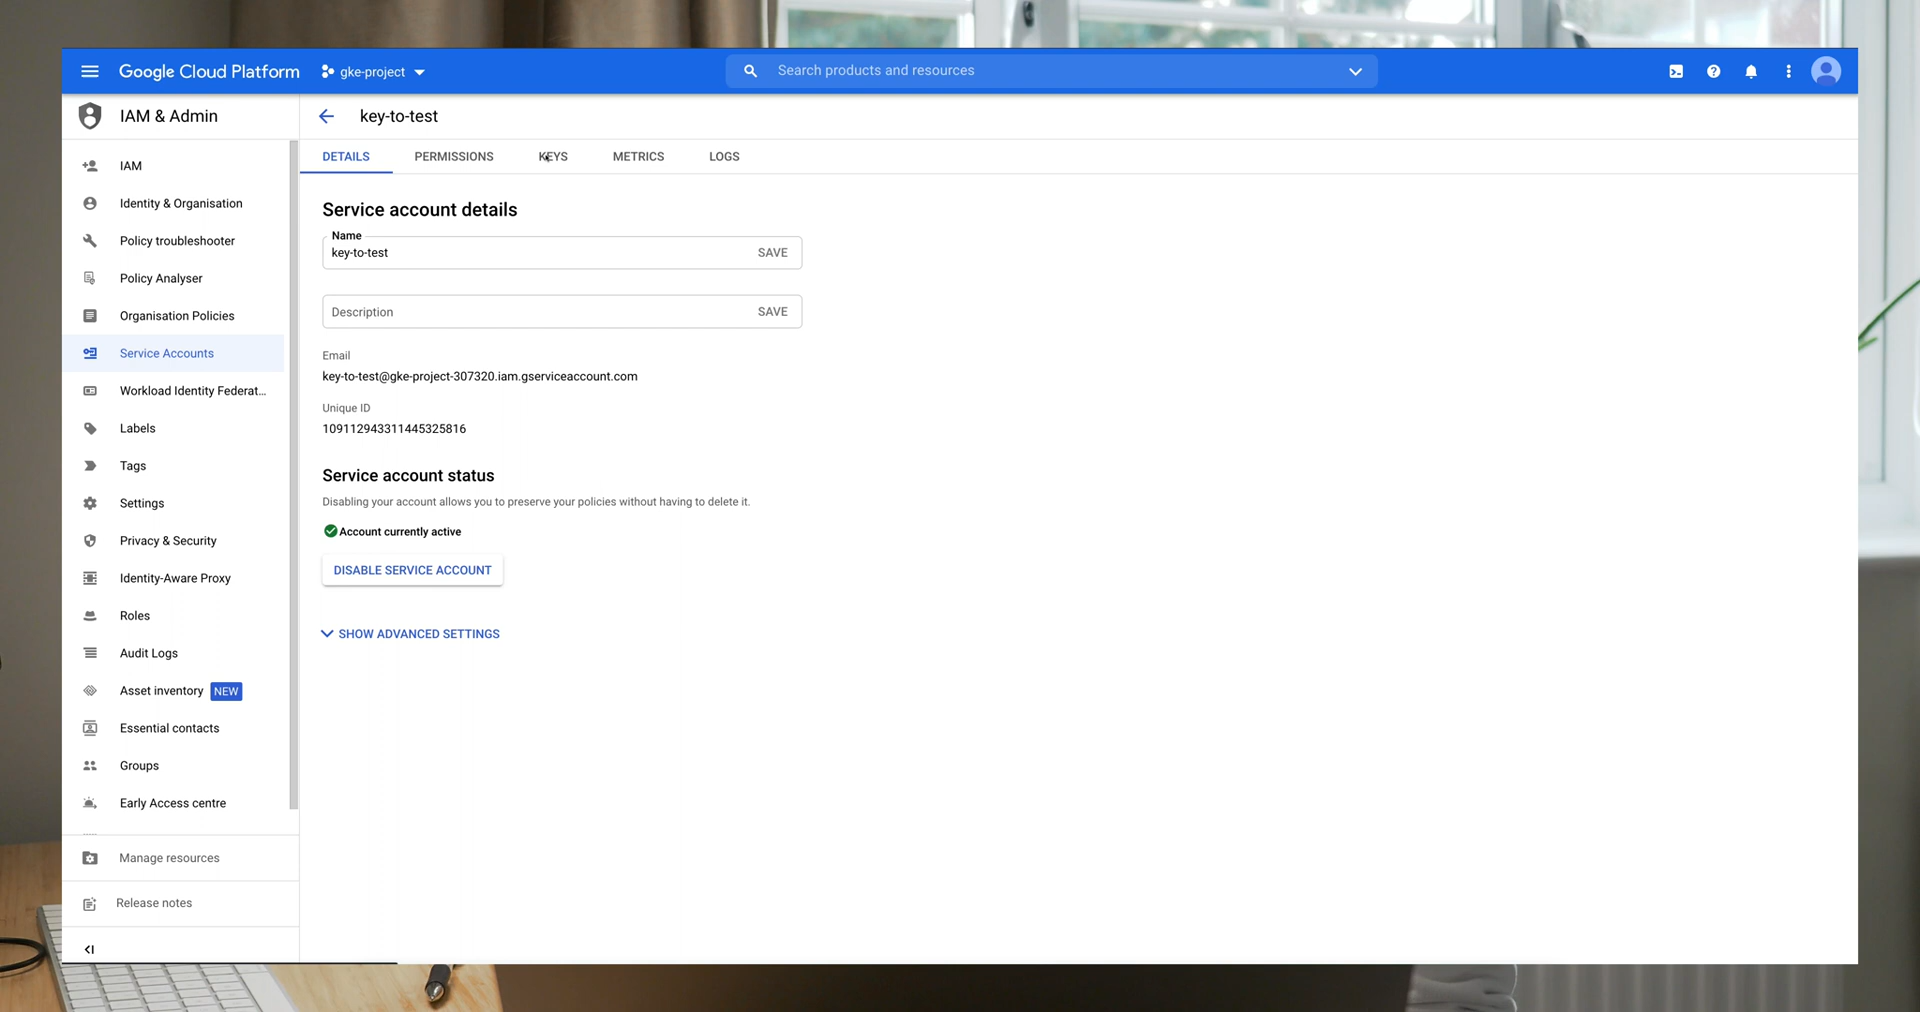 Google Cloud Platform
gke-project
Search products and resources
IAM & Admin
key-to-test
IAM
Identity & Organisation
Policy troubleshooter
Policy Analyser
Organisation Policies
Service Accounts
Workload Identity Federat...
Labels
Tags
Settings
Privacy & Security
Identity-Aware Proxy
Roles
Audit Logs
Asset inventory NEW
Essential contacts
Groups
Early Access centre
Manage resources
Release notes
DETAILS PERMISSIONS KEYS METRICS LOGS
Service account details
Name
key-to-test SAVE
Description SAVE
Email
key-to-test@gke-project-307320.iam.gserviceaccount.com
Unique ID
109112943311445325816
Service account status
Disabling your account allows you to preserve your policies without having to delete it.
Account currently active
DISABLE SERVICE ACCOUNT
SHOW ADVANCED SETTINGS